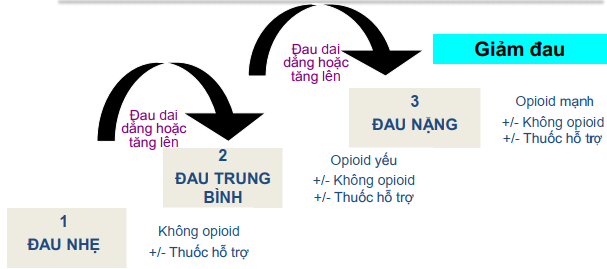 Giảm đau
Đau dai
dẳng hoặc
tăng lên
3
ĐAU NẶNG
Opioid mạnh
+/- Không opioid
+/- Thuốc hỗ trợ
Đau dai
dẳng hoặc
tăng lên
2
ĐAU TRUNG
BÌNH
Opioid yếu
+/- Không opioid
+/- Thuốc hỗ trợ
1
ĐAU NHẸ
Không opioid
+/- Thuốc hỗ trợ